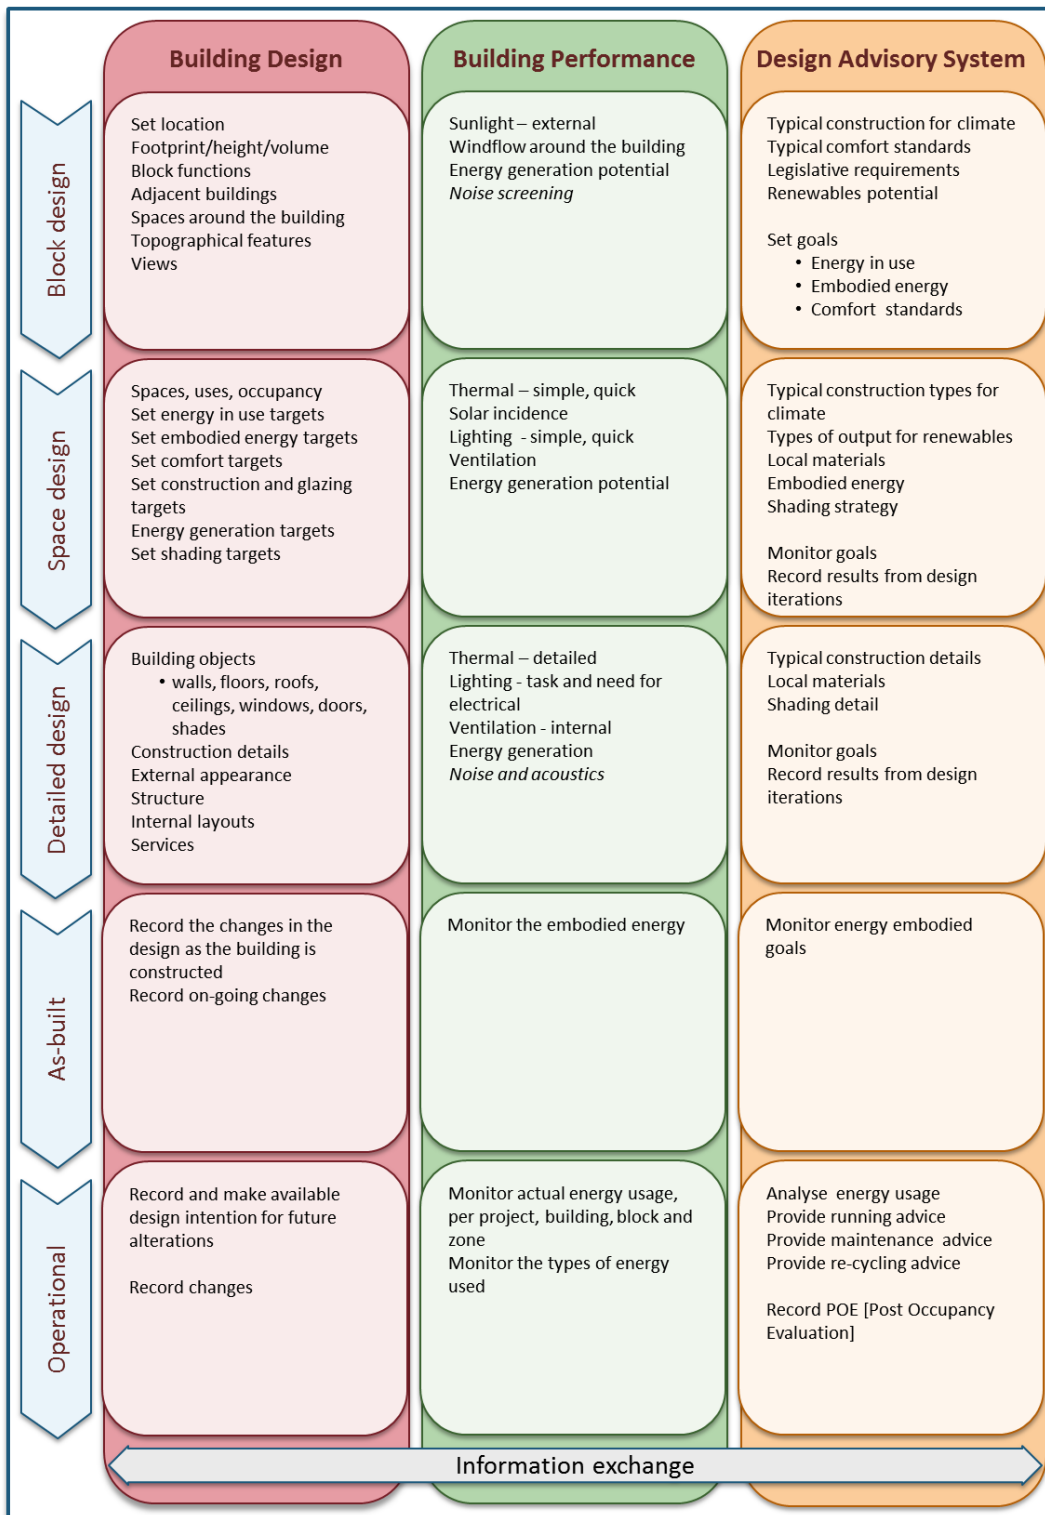 Building Design
Building Performance
Design Advisory System
Block design
Set location
Footprint/height/volume
Block functions
Adjacent buildings
Spaces around the building
Topographical features
Views
Sunlight – external
Windflow around the building
Energy generation potential
Noise screening
Typical construction for climate
Typical comfort standards
Legislative requirements
Renewables potential
Set goals
• Energy in use
• Embodied energy
• Comfort standards
Space design
Spaces, uses, occupancy
Set energy in use targets
Set embodied energy targets
Set comfort targets
Set construction and glazing
targets
Energy generation targets
Set shading targets
Thermal – simple, quick
Solar incidence
Lighting - simple, quick
Ventilation
Energy generation potential
Typical construction types for
climate
Types of output for renewables
Local materials
Embodied energy
Shading strategy
Monitor goals
Record results from design
iterations
Detailed design
Building objects
• walls, floors, roofs,
ceilings, windows, doors,
shades
Construction details
External appearance
Structure
Internal layouts
Services
Thermal – detailed
Lighting - task and need for
electrical
Ventilation - internal
Energy generation
Noise and acoustics
Typical construction details
Local materials
Shading detail
Monitor goals
Record results from design
iterations
As-built
Record the changes in the
design as the building is
constructed
Record on-going changes
Monitor the embodied energy
Monitor energy embodied
goals
Operational
Record and make available
design intention for future
alterations
Record changes
Monitor actual energy usage,
per project, building, block and
zone
Monitor the types of energy
used
Analyse energy usage
Provide running advice
Provide maintenance advice
Provide re-cycling advice
Record POE [Post Occupancy
Evaluation]
Information exchange